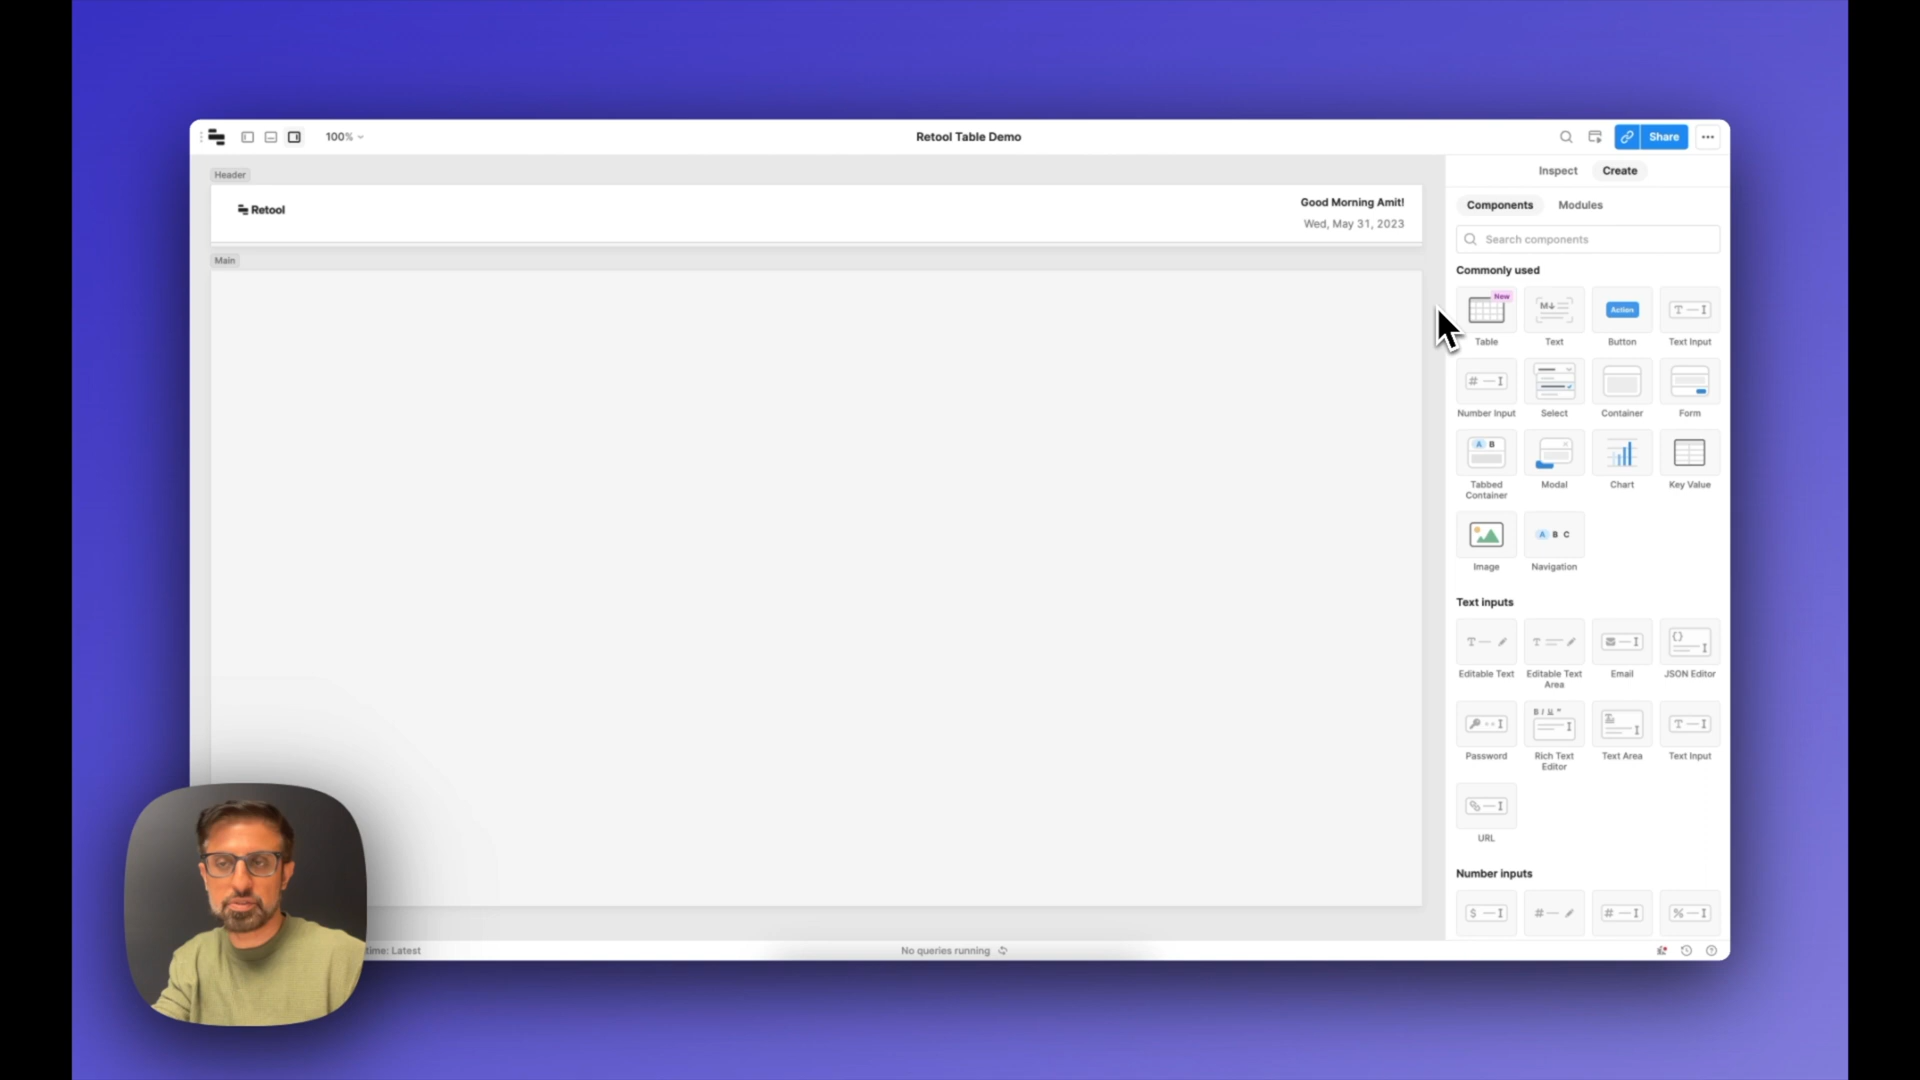 100%
Retool Table Demo
Share
Header
Retool
Good Morning Amit!
Wed, May 31, 2023
Main
Inspect
Create
Components
Modules
Search components
Commonly used
New
M
Action
T
I
Table
Text
Button
Text Input
# I
Number Input
Select
Container
Form
A B
Tabbed
Container
Modal
Chart
Key Value
A B C
Image
Navigation
Text inputs
T
T
I
{} I
Editable Text
Editable Text
Area
Email
JSON Editor
I
B I U "
I
I
T I
Password
Rich Text
Editor
Text Area
Text Input
I
URL
Number inputs
$ I
#
# I
% I
time: Latest
No queries running